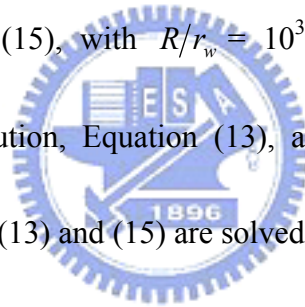 (15), with R/r_w = 10^3
E S A
ution, Equation (13), a
1896
(13) and (15) are solved